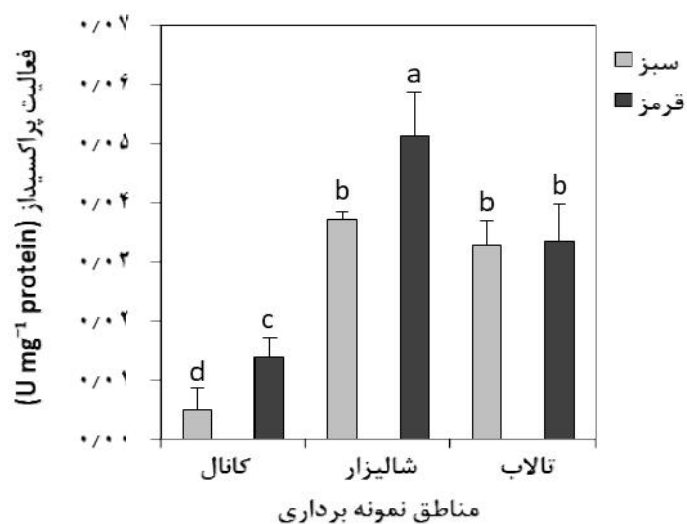 ۰/۰۷
۰/۰۶
۰/۰۵
۰/۰۴
۰/۰۳
۰/۰۲
۰/۰۱
۰/۰۰
فعالیت پراکسیداز (U mg⁻¹ protein)
سبز
قرمز
d
c
b
a
b
b
کانال
شالیزار
تالاب
مناطق نمونه برداری